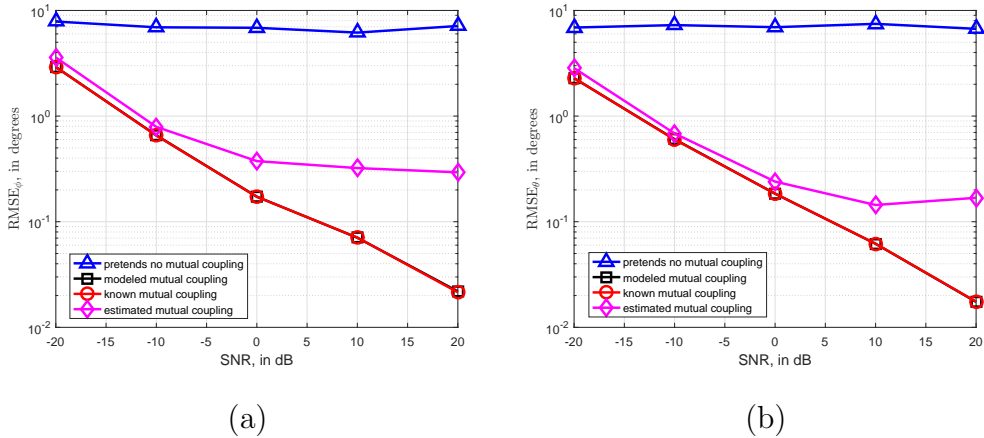 10^1
10^0
10^-1
10^-2
RMSE_ϕ, in degrees
pretends no mutual coupling
modeled mutual coupling
known mutual coupling
estimated mutual coupling
-20 -15 -10 -5 0 5 10 15 20
SNR, in dB
(a)
10^1
10^0
10^-1
10^-2
RMSE_θ, in degrees
pretends no mutual coupling
modeled mutual coupling
known mutual coupling
estimated mutual coupling
-20 -15 -10 -5 0 5 10 15 20
SNR, in dB
(b)